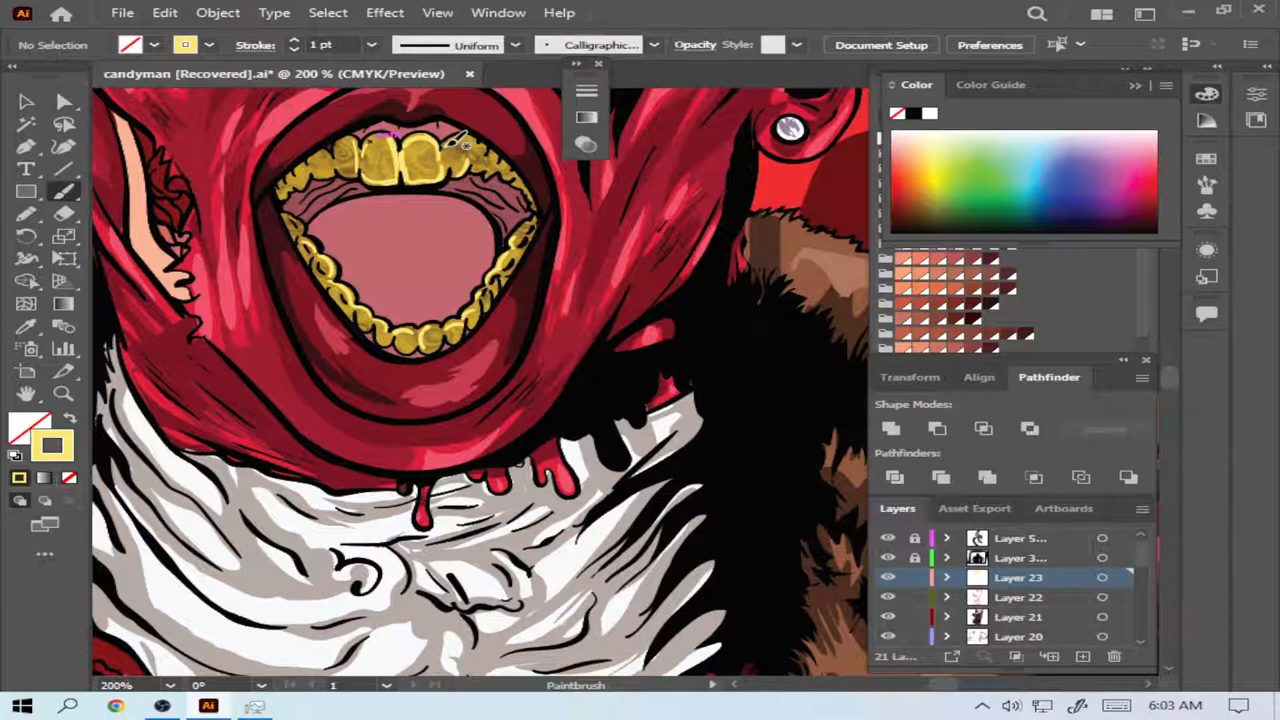 Ai File Edit Object Type Select Effect View Window Help
No Selection Stroke: 1 pt Uniform Calligraphic... Opacity Style: Document Setup Preferences
candyman [Recovered].ai* @ 200 % (CMYK/Preview)
Color Color Guide
Transform Align Pathfinder
Shape Modes:
Pathfinders:
Layers Asset Export Artboards
Layer 5...
Layer 3...
Layer 23
Layer 22
Layer 21
Layer 20
21 La...
200% 0° 1 Paintbrush
Ai 6:03 AM